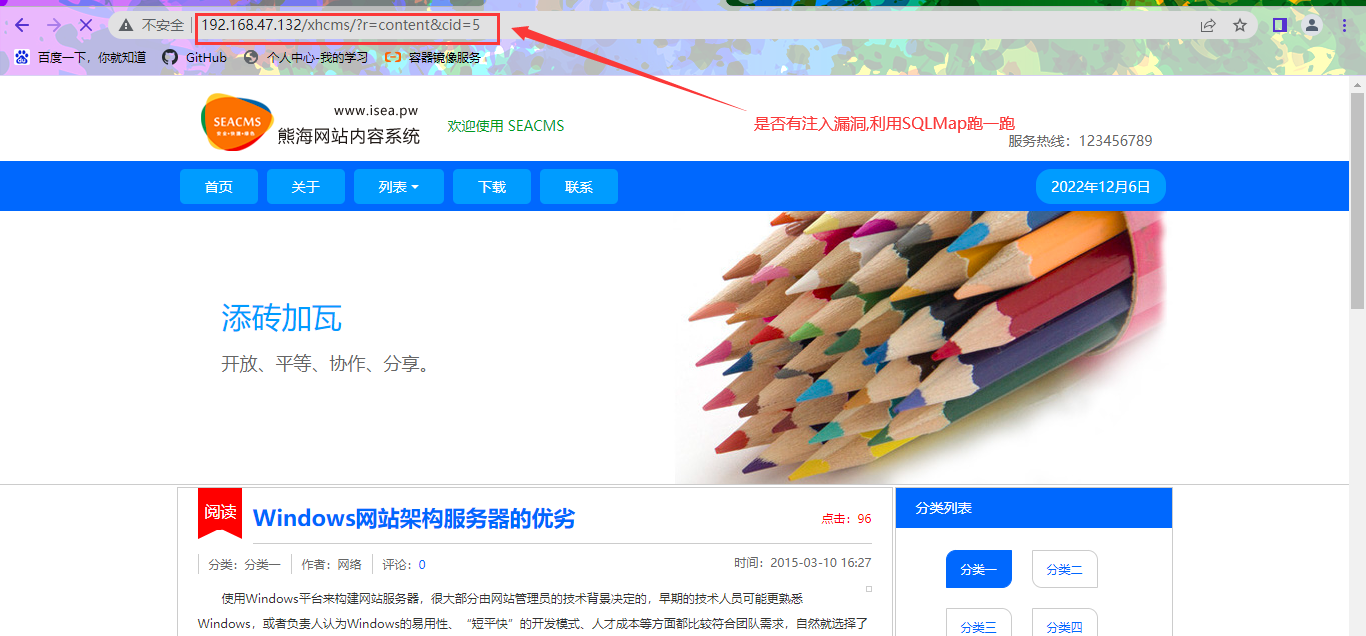 不安全 192.168.47.132/xhcms/?r=content&cid=5
百度一下，你就知道 GitHub 个人中心-我的学习 容器镜像服务
SEACMS
www.isea.pw
熊海网站内容系统
欢迎使用 SEACMS
是否有注入漏洞,利用SQLMap跑一跑
服务热线：123456789
首页 关于 列表 下载 联系 2022年12月6日
添砖加瓦
开放、平等、协作、分享。
阅读 Windows网站架构服务器的优劣 点击：96
分类：分类一 作者：网络 评论：0 时间：2015-03-10 16:27
使用Windows平台来构建网站服务器，很大部分由网站管理员的技术背景决定的，早期的技术人员可能更熟悉
Windows，或者负责人认为Windows的易用性、“短平快”的开发模式、人才成本等方面都比较符合团队需求，自然就选择了
分类列表
分类一 分类二
分类三 分类四